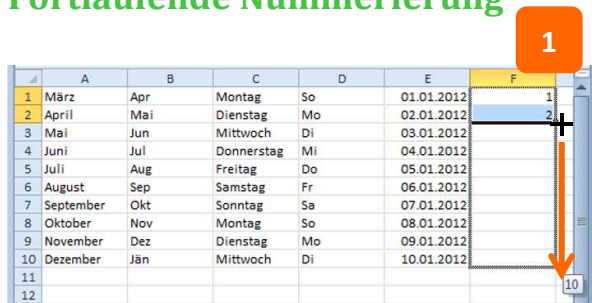 Fortlaufende Nummerierung
1
A B C D E F
1 März Apr Montag So 01.01.2012 1
2 April Mai Dienstag Mo 02.01.2012 2
3 Mai Jun Mittwoch Di 03.01.2012
4 Juni Jul Donnerstag Mi 04.01.2012
5 Juli Aug Freitag Do 05.01.2012
6 August Sep Samstag Fr 06.01.2012
7 September Okt Sonntag Sa 07.01.2012
8 Oktober Nov Montag So 08.01.2012
9 November Dez Dienstag Mo 09.01.2012
10 Dezember Jän Mittwoch Di 10.01.2012
11 10
12